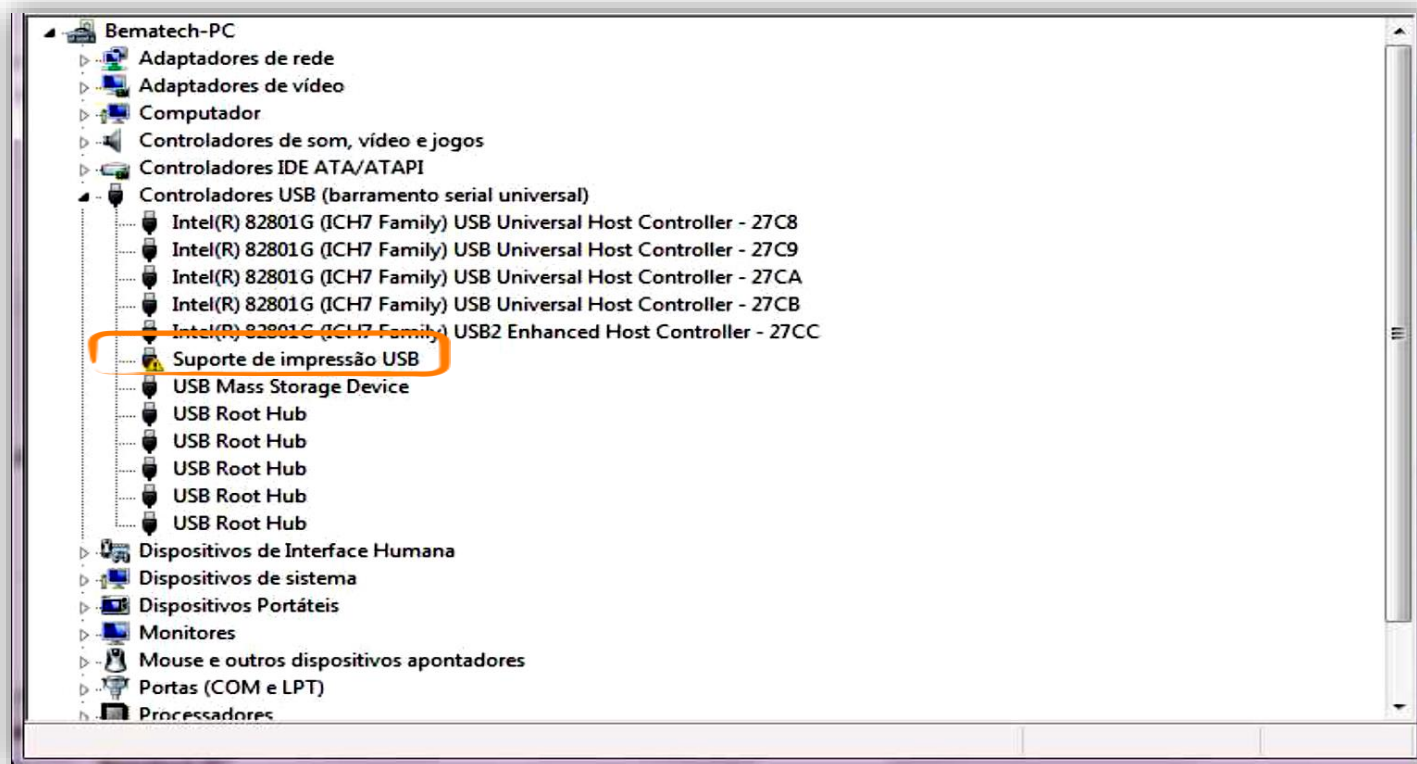 Bematech-PC
Adaptadores de rede
Adaptadores de vídeo
Computador
Controladores de som, vídeo e jogos
Controladores IDE ATA/ATAPI
Controladores USB (barramento serial universal)
Intel(R) 82801G (ICH7 Family) USB Universal Host Controller - 27C8
Intel(R) 82801G (ICH7 Family) USB Universal Host Controller - 27C9
Intel(R) 82801G (ICH7 Family) USB Universal Host Controller - 27CA
Intel(R) 82801G (ICH7 Family) USB Universal Host Controller - 27CB
Intel(R) 82801G (ICH7 Family) USB2 Enhanced Host Controller - 27CC
Suporte de impressão USB
USB Mass Storage Device
USB Root Hub
USB Root Hub
USB Root Hub
USB Root Hub
USB Root Hub
Dispositivos de Interface Humana
Dispositivos de sistema
Dispositivos Portáteis
Monitores
Mouse e outros dispositivos apontadores
Portas (COM e LPT)
Processadores